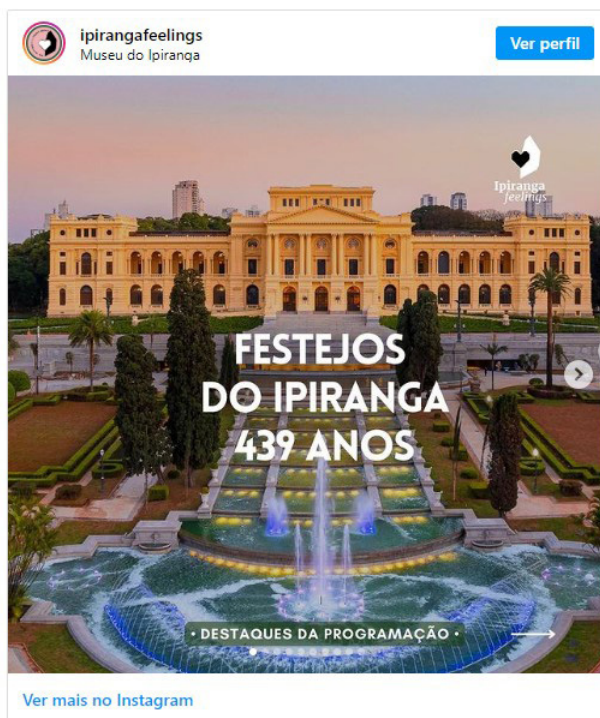 ipirangafeelings
Museu do Ipiranga
Ver perfil
Ipiranga
feelings
FESTEJOS
DO IPIRANGA
439 ANOS
• DESTAQUES DA PROGRAMAÇÃO •
Ver mais no Instagram